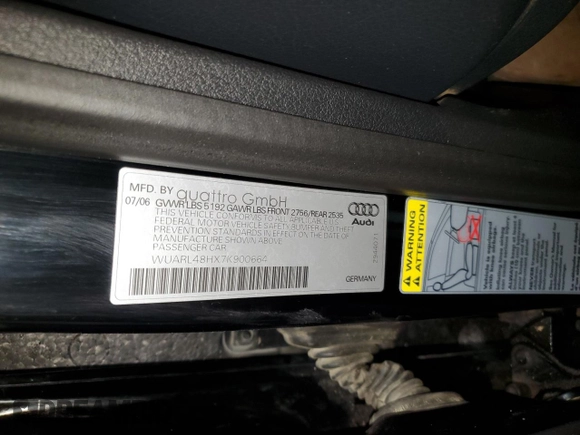 MFD. BY quattro GmbH
07/06 GVWR LBS 5192 GAWR LBS FRONT 2756/REAR 2535
THIS VEHICLE CONFORMS TO ALL APPLICABLE U.S.
FEDERAL MOTOR VEHICLE SAFETY BUMPER AND THEFT
PREVENTION STANDARDS IN EFFECT ON THE DATE OF
MANUFACTURE SHOWN ABOVE.
PASSENGER CAR
WUARL48HX7K900664
GERMANY
Audi
WARNING
ATTENTION